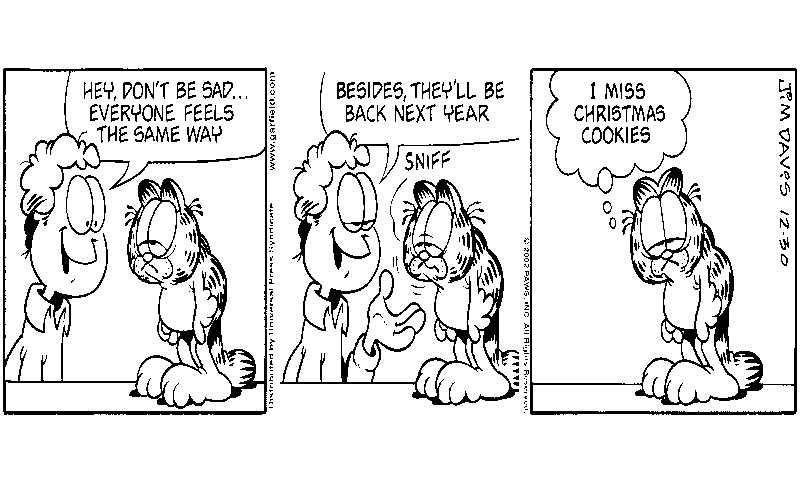 HEY, DON'T BE SAD...
EVERYONE FEELS
THE SAME WAY
www.garfield.com
Distributed by Universal Press Syndicate
BESIDES, THEY'LL BE
BACK NEXT YEAR
SNIFF
© 2002 PAWS, INC. All Rights Reserved.
I MISS
CHRISTMAS
COOKIES
JIM DAVIS 12·30